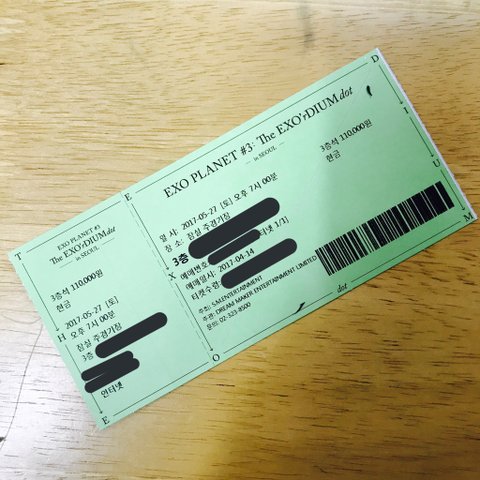 EXO PLANET #3
The EXO'rDIUM dot
in SEOUL
3층석 110,000원
현금
2017-05-27 [토]
오후 7시 00분
잠실 주경기장
3층
인터넷
EXO PLANET #3: The EXO'rDIUM dot
in SEOUL
3층석 110,000원
현금
일 시: 2017-05-27 [토] 오후 7시 00분
장 소: 잠실 주경기장
3층
예매번호: 터넷 1/1]
예매일시: 2017-04-14
티켓수령:
주최: S.M.ENTERTAINMENT
주관: DREAM MAKER ENTERTAINMENT LIMITED
문의: 02-323-8500
T H E E X O D I U M
dot